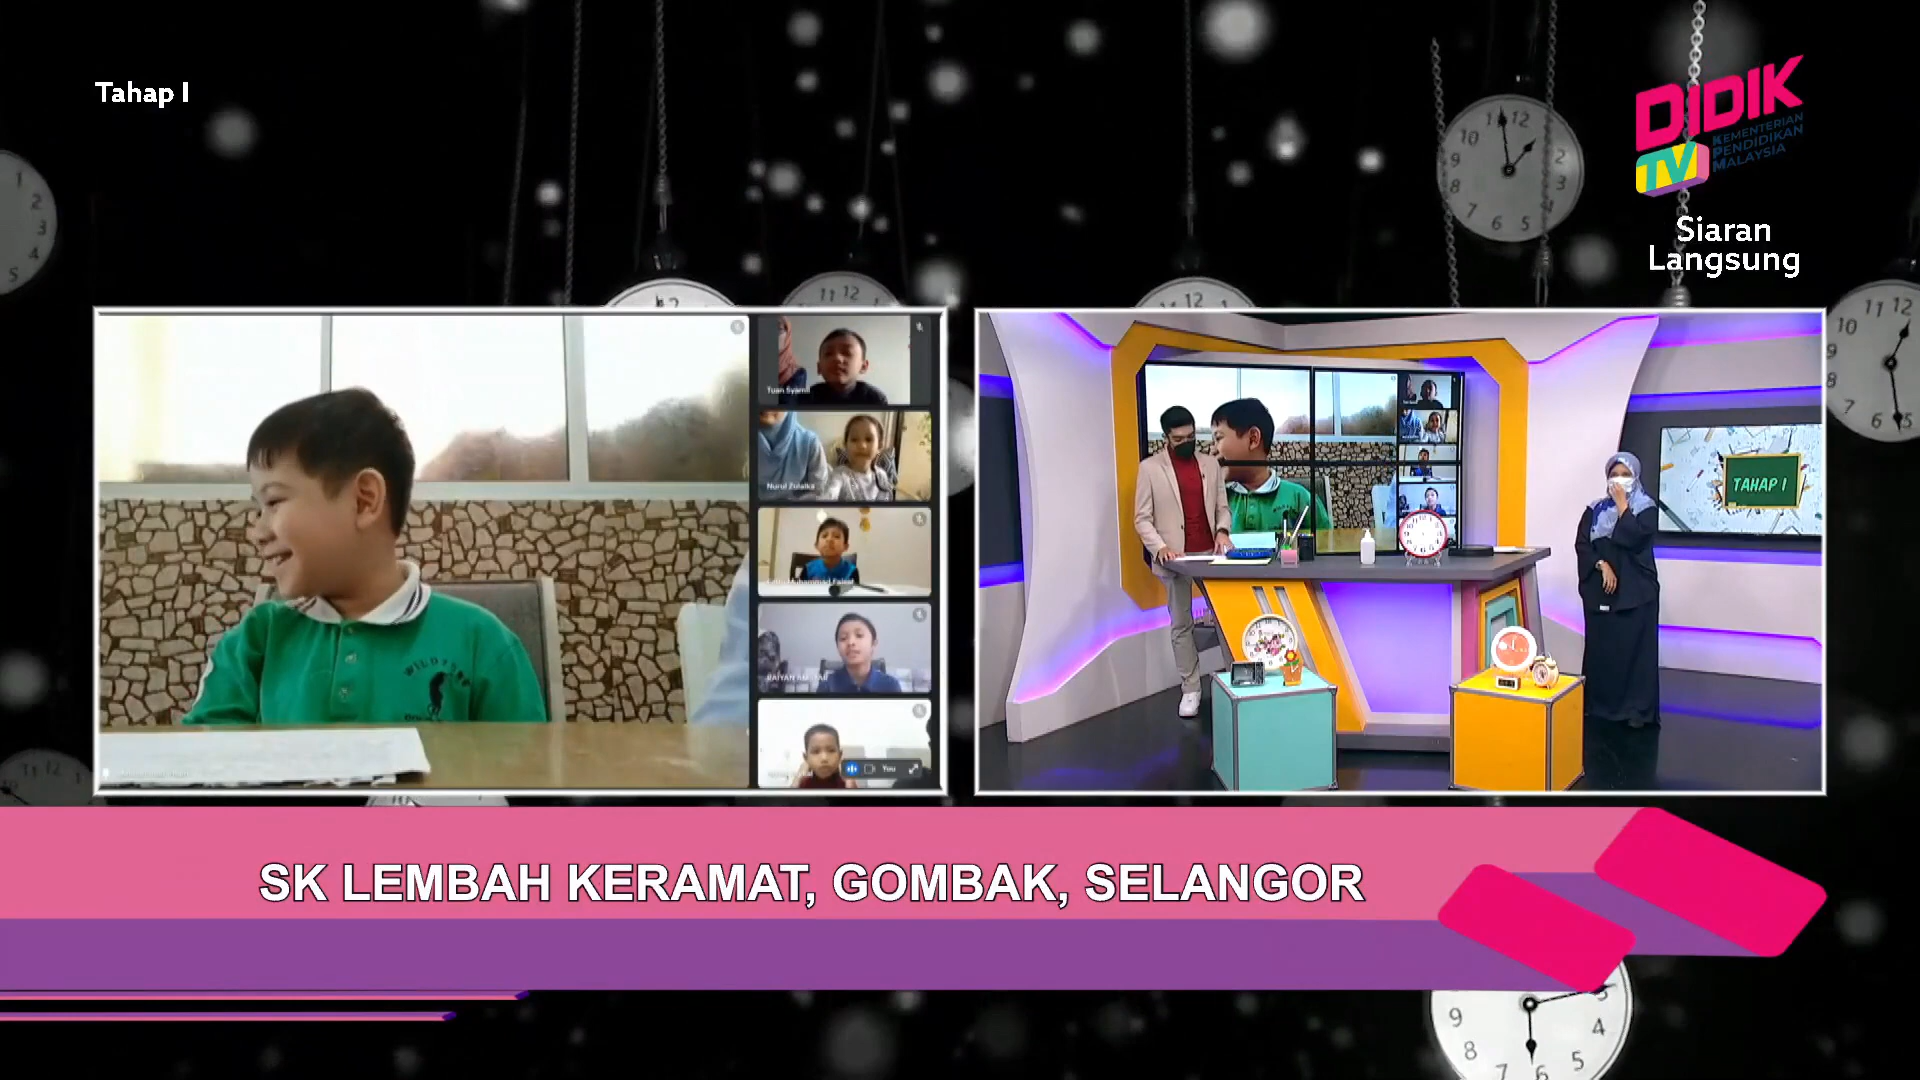 Tahap I
DIDIK
TV
KEMENTERIAN
PENDIDIKAN
MALAYSIA
Siaran
Langsung
Tuan Syamil
Nurul Zulaika
You
TAHAP I
SK LEMBAH KERAMAT, GOMBAK, SELANGOR